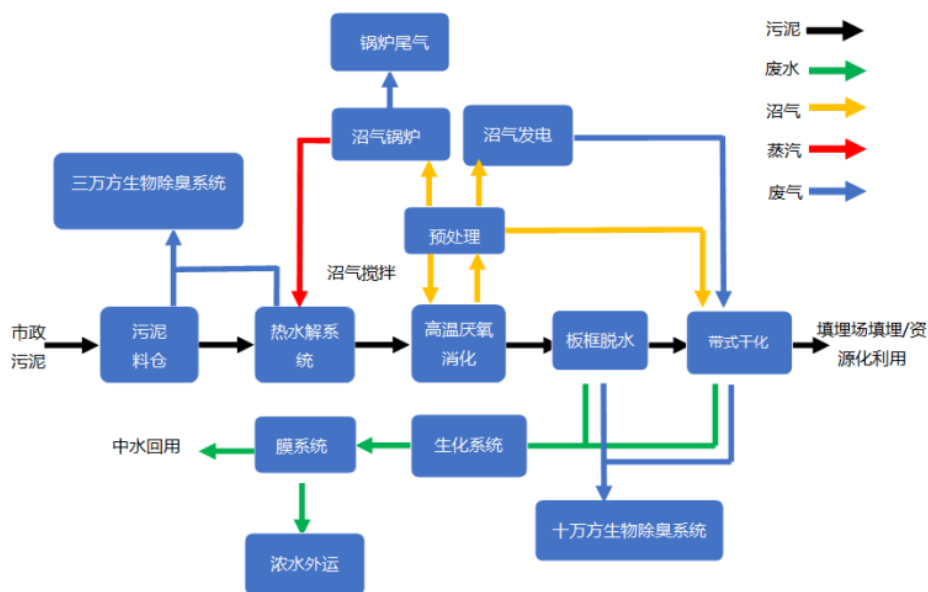 锅炉尾气
污泥
废水
沼气
蒸汽
废气
沼气锅炉
沼气发电
三万方生物除臭系统
预处理
沼气搅拌
市政
污泥
污泥
料仓
热水解系
统
高温厌氧
消化
板框脱水
带式干化
填埋场填埋/资
源化利用
中水回用
膜系统
生化系统
浓水外运
十万方生物除臭系统